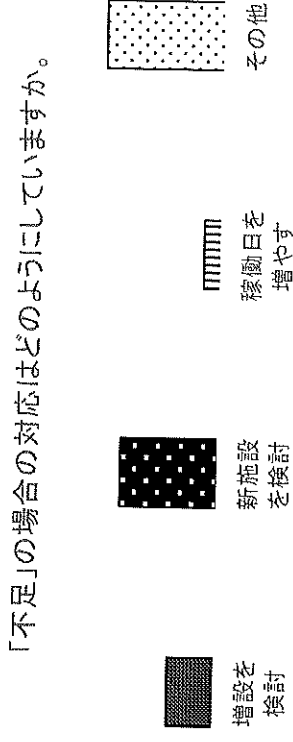 「不足」の場合の対応はどのようにしていますか。
増設を
検討
新施設
を検討
稼働日を
増やす
その他